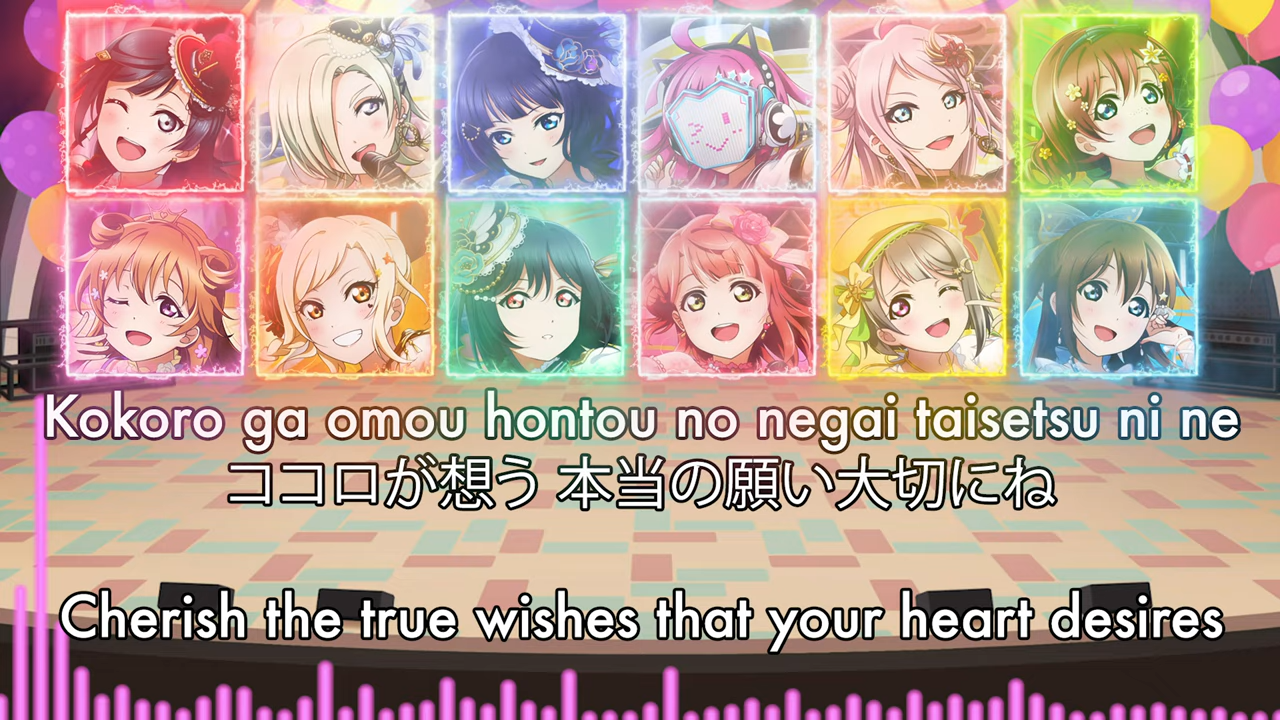 Kokoro ga omou hontou no negai taisetsu ni ne
ココロが想う 本当の願い大切にね
Cherish the true wishes that your heart desires